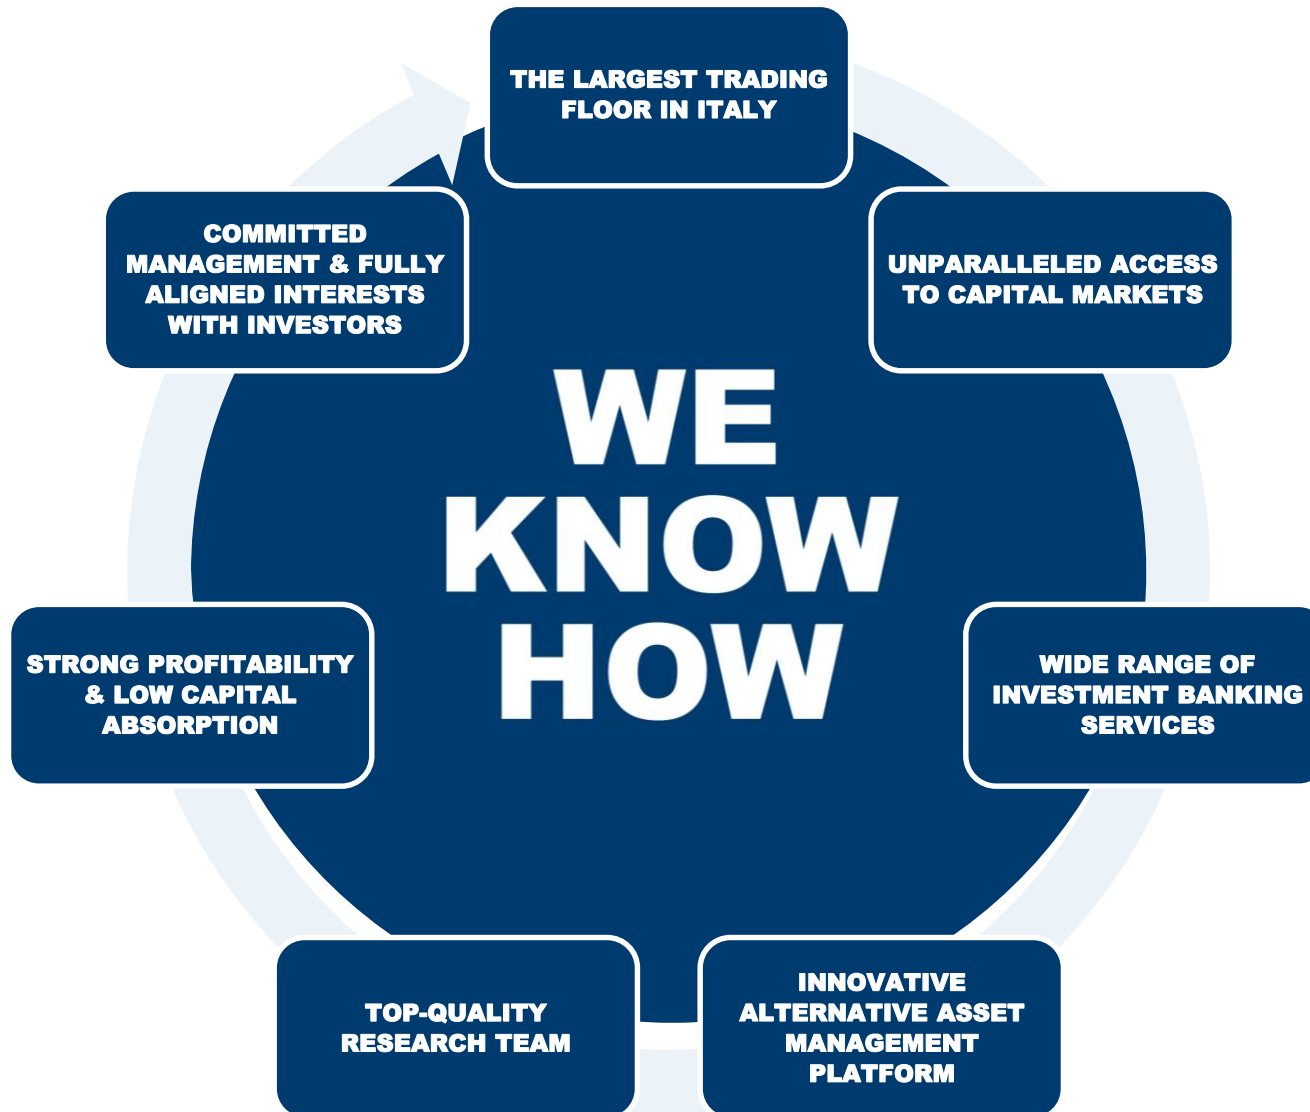 THE LARGEST TRADING
FLOOR IN ITALY
UNPARALLELED ACCESS
TO CAPITAL MARKETS
WIDE RANGE OF
INVESTMENT BANKING
SERVICES
INNOVATIVE
ALTERNATIVE ASSET
MANAGEMENT
PLATFORM
TOP-QUALITY
RESEARCH TEAM
STRONG PROFITABILITY
& LOW CAPITAL
ABSORPTION
COMMITTED
MANAGEMENT & FULLY
ALIGNED INTERESTS
WITH INVESTORS
WE
KNOW
HOW